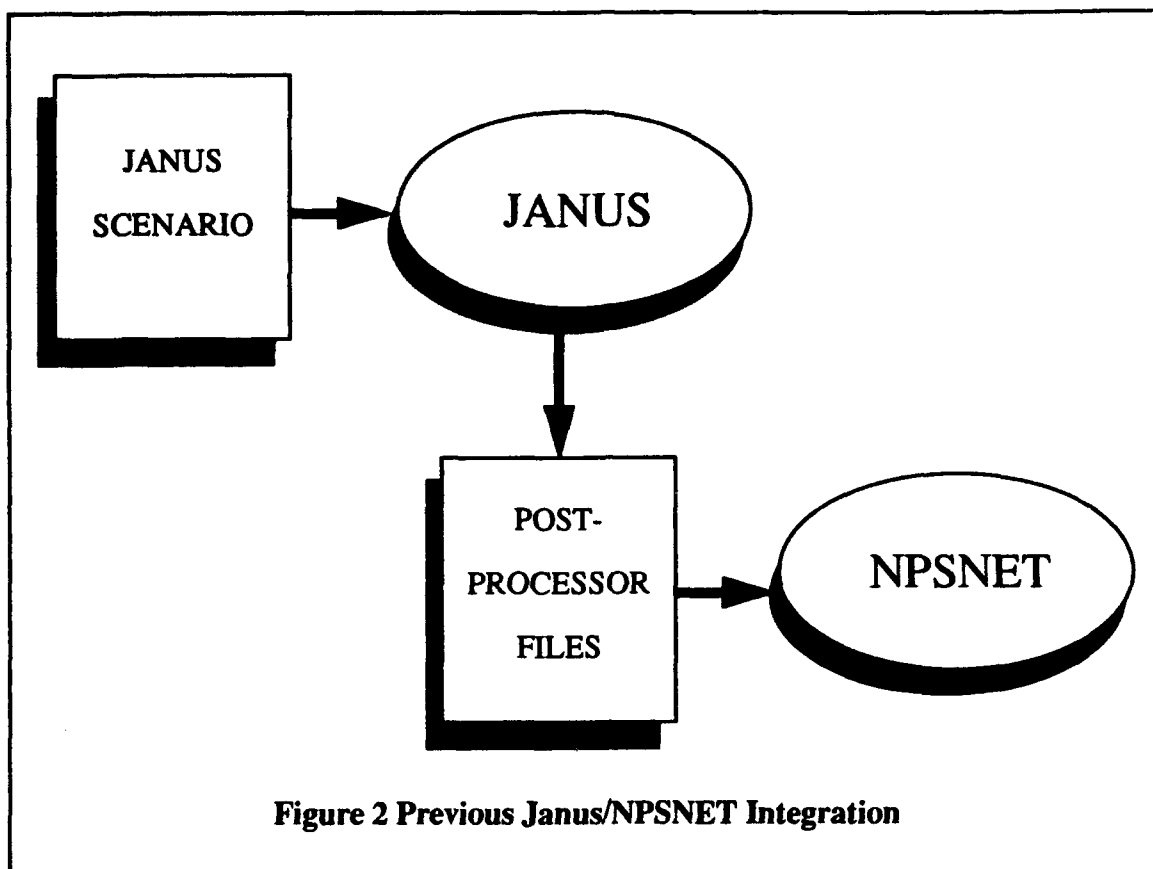 JANUS
SCENARIO
JANUS
POST-
PROCESSOR
FILES
NPSNET
Figure 2 Previous Janus/NPSNET Integration